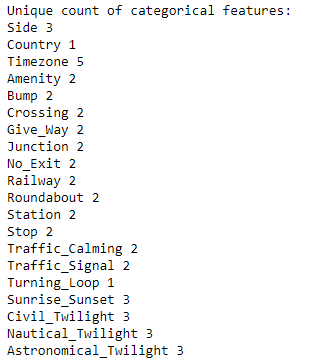 Unique count of categorical features:
Side 3
Country 1
Timezone 5
Amenity 2
Bump 2
Crossing 2
Give_Way 2
Junction 2
No_Exit 2
Railway 2
Roundabout 2
Station 2
Stop 2
Traffic_Calming 2
Traffic_Signal 2
Turning_Loop 1
Sunrise_Sunset 3
Civil_Twilight 3
Nautical_Twilight 3
Astronomical_Twilight 3